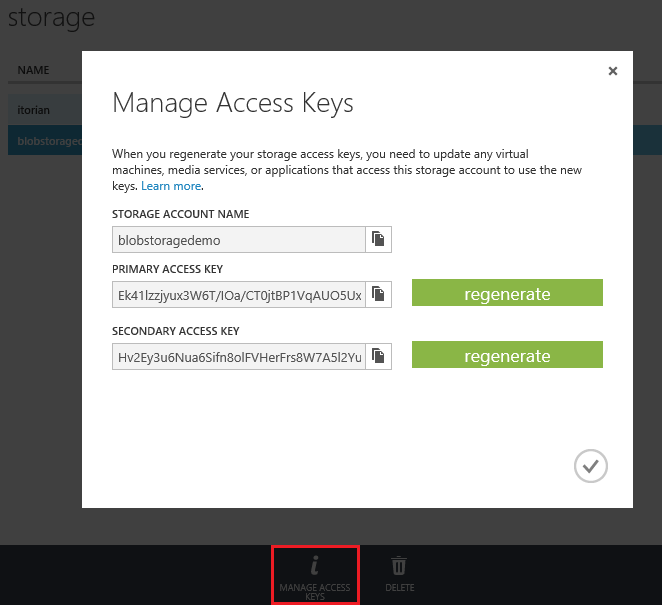 storage
NAME
itorian
blobstoraged
Manage Access Keys
When you regenerate your storage access keys, you need to update any virtual
machines, media services, or applications that access this storage account to use the new
keys. Learn more.
STORAGE ACCOUNT NAME
blobstoragedemo
PRIMARY ACCESS KEY
Ek41lzzjyux3W6T/IOa/CT0jtBP1VqAUO5Ux
regenerate
SECONDARY ACCESS KEY
Hv2Ey3u6Nua6Sifn8olFVHerFrs8W7A5l2Yu
regenerate
MANAGE ACCESS
KEYS
DELETE